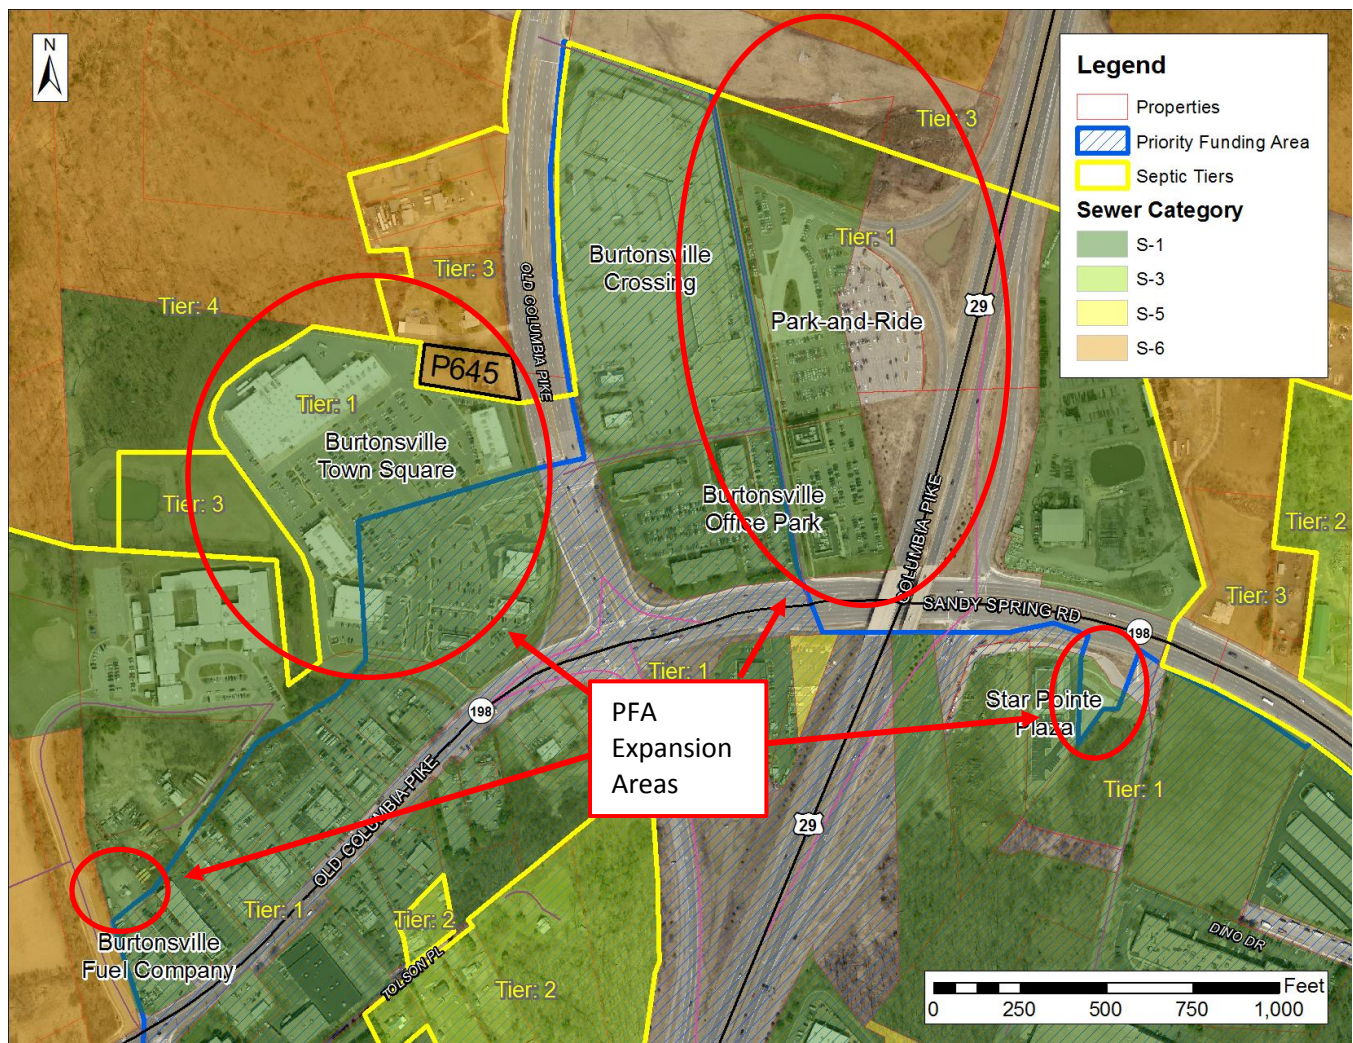 N
Legend
Properties
Priority Funding Area
Septic Tiers
Sewer Category
S-1
S-3
S-5
S-6
Tier: 3
Burtonsville
Crossing
Tier: 1
Park-and-Ride
29
OLD COLUMBIA PIKE
Tier: 3
Tier: 4
P645
Tier: 1
Burtonsville
Town Square
Tier: 3
Burtonsville
Office Park
COLUMBIA PIKE
Tier: 2
Tier: 3
SANDY SPRING RD
198
Tier: 1
PFA
Expansion
Areas
Star Pointe
Plaza
198
Tier: 1
29
OLD COLUMBIA PIKE
Tier: 1
Burtonsville
Fuel Company
Tier: 2
TOLSON PL
Tier: 2
DINO DR
Feet
0 250 500 750 1,000